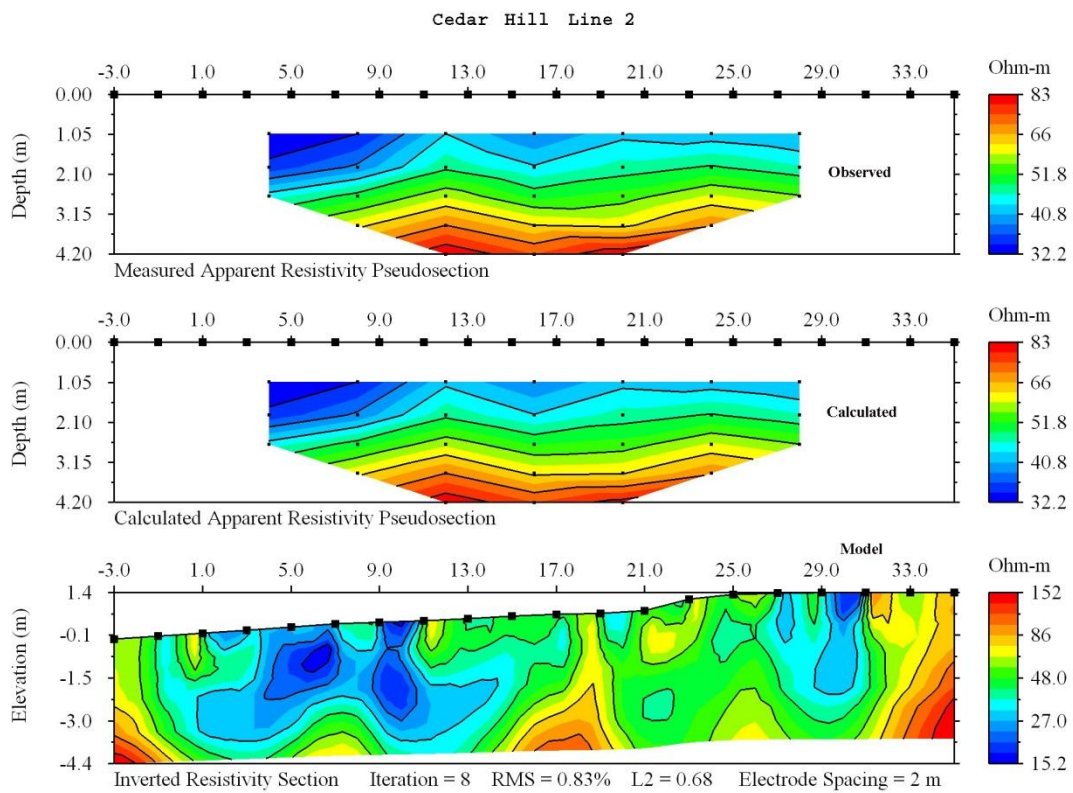 Cedar Hill Line 2
-3.0 1.0 5.0 9.0 13.0 17.0 21.0 25.0 29.0 33.0 Ohm-m
0.00 83
1.05 66
2.10 Observed 51.8
3.15 40.8
4.20 32.2
Depth (m)
Measured Apparent Resistivity Pseudosection
-3.0 1.0 5.0 9.0 13.0 17.0 21.0 25.0 29.0 33.0 Ohm-m
0.00 83
1.05 66
2.10 Calculated 51.8
3.15 40.8
4.20 32.2
Depth (m)
Calculated Apparent Resistivity Pseudosection
Model
-3.0 1.0 5.0 9.0 13.0 17.0 21.0 25.0 29.0 33.0 Ohm-m
1.4 152
-0.1 86
-1.5 48.0
-3.0 27.0
-4.4 15.2
Elevation (m)
Inverted Resistivity Section Iteration = 8 RMS = 0.83% L2 = 0.68 Electrode Spacing = 2 m